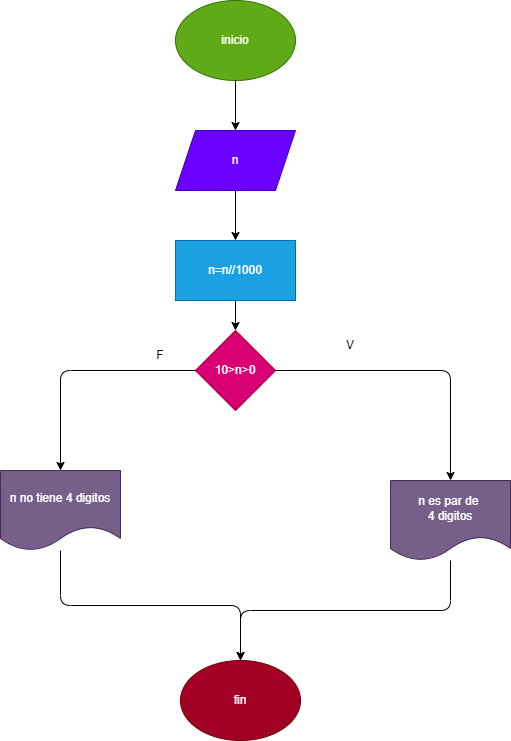 inicio
n
n=n//1000
F
V
10>n>0
n no tiene 4 digitos
n es par de
4 digitos
fin